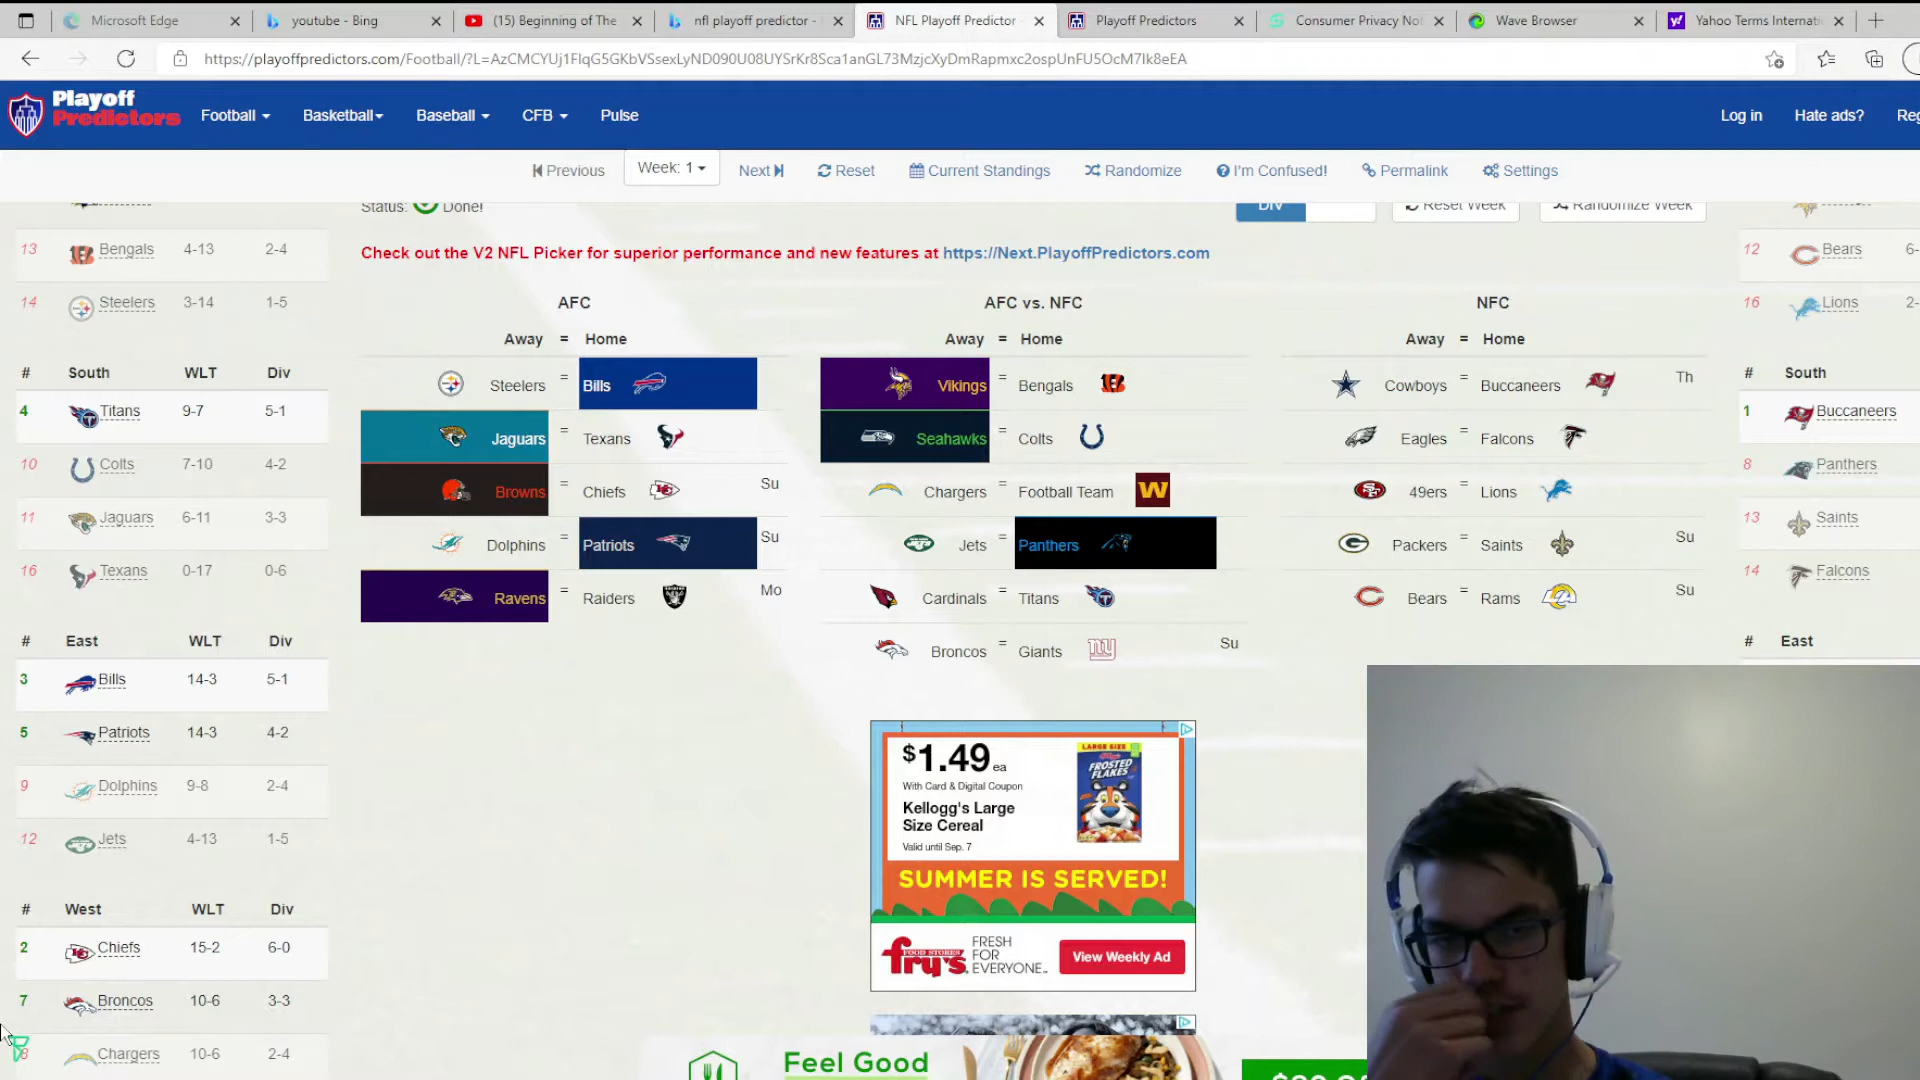 Microsoft Edge
youtube - Bing
(15) Beginning of The
nfl playoff predictor -
NFL Playoff Predictor -
Playoff Predictors
Consumer Privacy Not
Wave Browser
Yahoo Terms Internati
https://playoffpredictors.com/Football/?L=AzCMCYUj1FlqG5GKbVSsexLyND090U08UYSrKr8Sca1anGL73MzjcXyDmRapmxc2ospUnFU5OcM7Ik8eEA
Playoff
Predictors
Football
Basketball
Baseball
CFB
Pulse
Log in
Hate ads?
Reg
Previous
Week: 1
Next
Reset
Current Standings
Randomize
I'm Confused!
Permalink
Settings
Status: Done!
DIV
Reset Week
Randomize Week
Check out the V2 NFL Picker for superior performance and new features at https://Next.PlayoffPredictors.com
13 Bengals 4-13 2-4
14 Steelers 3-14 1-5
# South WLT Div
4 Titans 9-7 5-1
10 Colts 7-10 4-2
11 Jaguars 6-11 3-3
16 Texans 0-17 0-6
# East WLT Div
3 Bills 14-3 5-1
5 Patriots 14-3 4-2
9 Dolphins 9-8 2-4
12 Jets 4-13 1-5
# West WLT Div
2 Chiefs 15-2 6-0
7 Broncos 10-6 3-3
8 Chargers 10-6 2-4
AFC
Away = Home
Steelers = Bills
Jaguars = Texans
Browns = Chiefs Su
Dolphins = Patriots Su
Ravens = Raiders Mo
AFC vs. NFC
Away = Home
Vikings = Bengals
Seahawks = Colts
Chargers = Football Team W
Jets = Panthers
Cardinals = Titans
Broncos = Giants Su
NFC
Away = Home
Cowboys = Buccaneers Th
Eagles = Falcons
49ers = Lions
Packers = Saints Su
Bears = Rams Su
12 Bears 6-
16 Lions 2-
# South
1 Buccaneers
8 Panthers
13 Saints
14 Falcons
# East
$1.49 ea
With Card & Digital Coupon
Kellogg's Large
Size Cereal
Valid until Sep. 7
LARGE SIZE
FROSTED
FLAKES
SUMMER IS SERVED!
FOOD STORES
fry's
FRESH
FOR
EVERYONE
View Weekly Ad
Feel Good